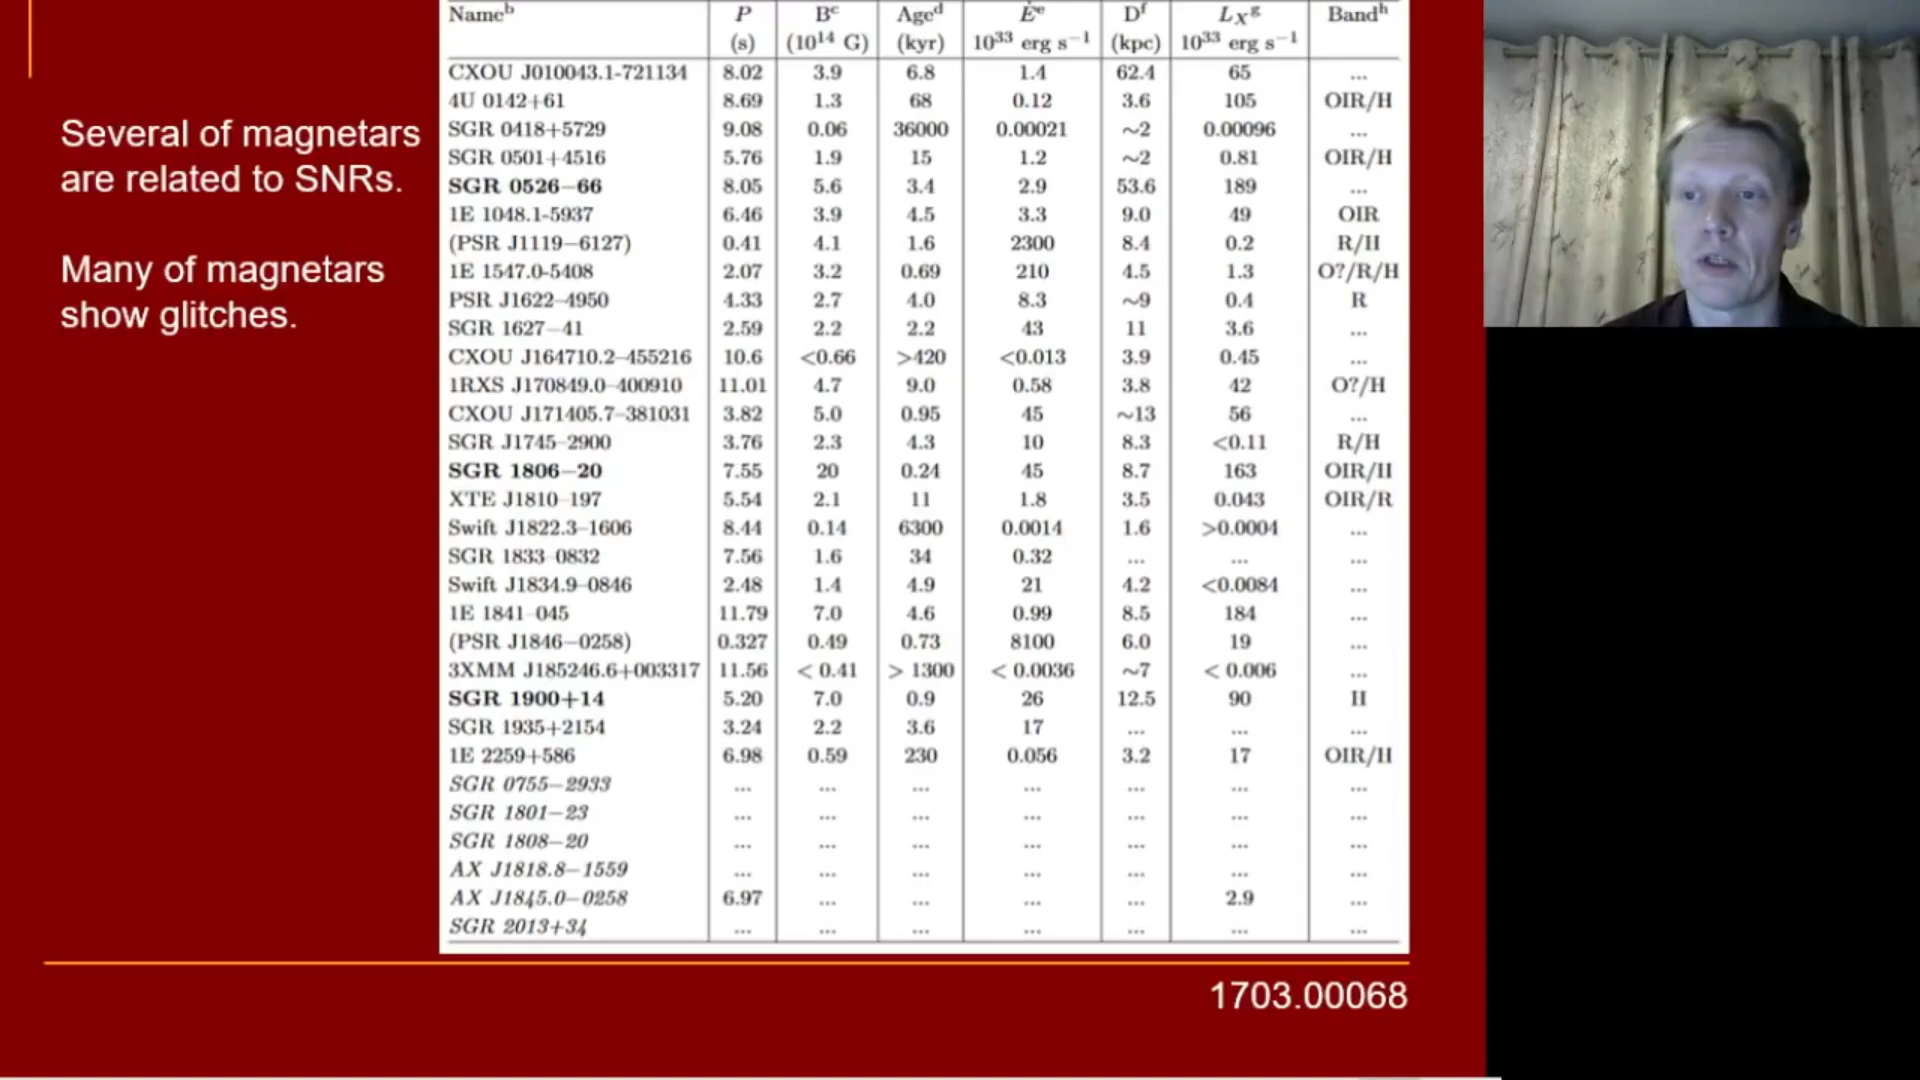 Several of magnetars
are related to SNRs.
Many of magnetars
show glitches.
Nameᵇ P Bᶜ Ageᵈ Ėᵉ Dᶠ L_Xᵍ Bandʰ
(s) (10¹⁴ G) (kyr) 10³³ erg s⁻¹ (kpc) 10³³ erg s⁻¹
CXOU J010043.1-721134 8.02 3.9 6.8 1.4 62.4 65 ...
4U 0142+61 8.69 1.3 68 0.12 3.6 105 OIR/H
SGR 0418+5729 9.08 0.06 36000 0.00021 ~2 0.00096 ...
SGR 0501+4516 5.76 1.9 15 1.2 ~2 0.81 OIR/H
SGR 0526−66 8.05 5.6 3.4 2.9 53.6 189 ...
1E 1048.1-5937 6.46 3.9 4.5 3.3 9.0 49 OIR
(PSR J1119−6127) 0.41 4.1 1.6 2300 8.4 0.2 R/H
1E 1547.0-5408 2.07 3.2 0.69 210 4.5 1.3 O?/R/H
PSR J1622−4950 4.33 2.7 4.0 8.3 ~9 0.4 R
SGR 1627−41 2.59 2.2 2.2 43 11 3.6 ...
CXOU J164710.2−455216 10.6 <0.66 >420 <0.013 3.9 0.45 ...
1RXS J170849.0−400910 11.01 4.7 9.0 0.58 3.8 42 O?/H
CXOU J171405.7−381031 3.82 5.0 0.95 45 ~13 56 ...
SGR J1745−2900 3.76 2.3 4.3 10 8.3 <0.11 R/H
SGR 1806−20 7.55 20 0.24 45 8.7 163 OIR/H
XTE J1810−197 5.54 2.1 11 1.8 3.5 0.043 OIR/R
Swift J1822.3−1606 8.44 0.14 6300 0.0014 1.6 >0.0004 ...
SGR 1833−0832 7.56 1.6 34 0.32 ... ... ...
Swift J1834.9−0846 2.48 1.4 4.9 21 4.2 <0.0084 ...
1E 1841−045 11.79 7.0 4.6 0.99 8.5 184 ...
(PSR J1846−0258) 0.327 0.49 0.73 8100 6.0 19 ...
3XMM J185246.6+003317 11.56 < 0.41 > 1300 < 0.0036 ~7 < 0.006 ...
SGR 1900+14 5.20 7.0 0.9 26 12.5 90 H
SGR 1935+2154 3.24 2.2 3.6 17 ... ... ...
1E 2259+586 6.98 0.59 230 0.056 3.2 17 OIR/H
SGR 0755−2933 ... ... ... ... ... ... ...
SGR 1801−23 ... ... ... ... ... ... ...
SGR 1808−20 ... ... ... ... ... ... ...
AX J1818.8−1559 ... ... ... ... ... ... ...
AX J1845.0−0258 6.97 ... ... ... ... 2.9 ...
SGR 2013+34 ... ... ... ... ... ... ...
1703.00068